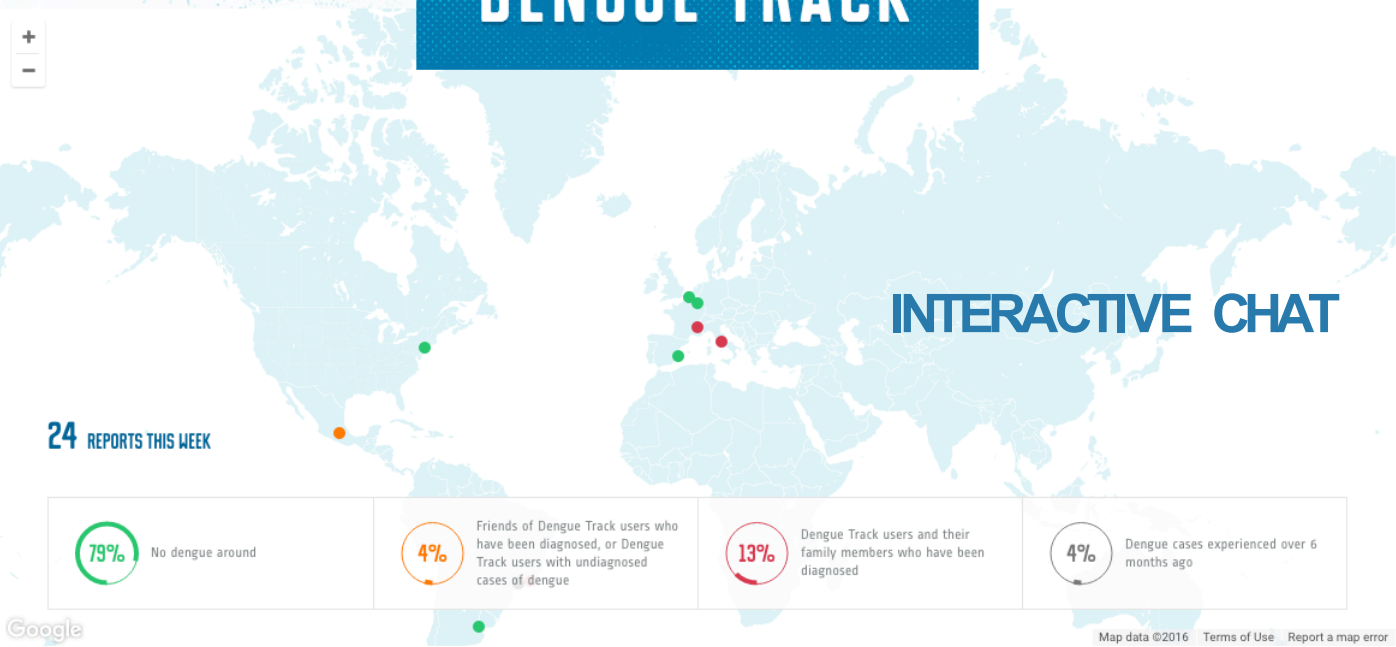 DENGUE TRACK
+
−
INTERACTIVE CHAT
24 REPORTS THIS WEEK
79%
No dengue around
4%
Friends of Dengue Track users who
have been diagnosed, or Dengue
Track users with undiagnosed
cases of dengue
13%
Dengue Track users and their
family members who have been
diagnosed
4%
Dengue cases experienced over 6
months ago
Google
Map data ©2016 Terms of Use Report a map error